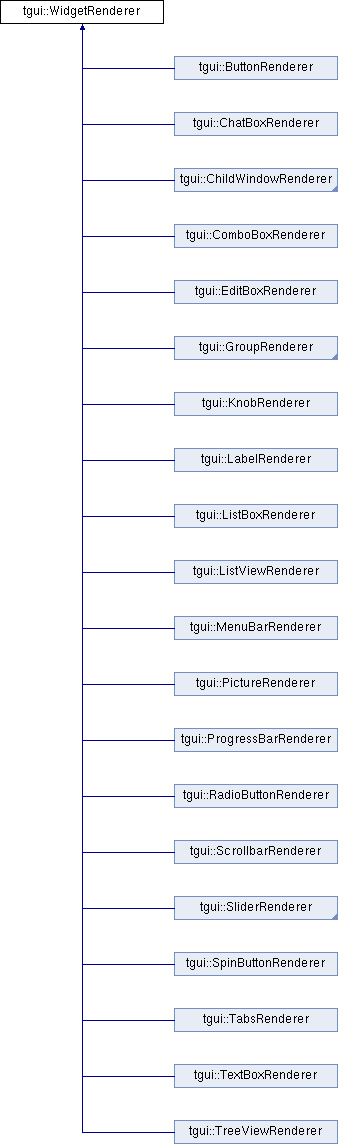 tgui::WidgetRenderer
tgui::ButtonRenderer
tgui::ChatBoxRenderer
tgui::ChildWindowRenderer
tgui::ComboBoxRenderer
tgui::EditBoxRenderer
tgui::GroupRenderer
tgui::KnobRenderer
tgui::LabelRenderer
tgui::ListBoxRenderer
tgui::ListViewRenderer
tgui::MenuBarRenderer
tgui::PictureRenderer
tgui::ProgressBarRenderer
tgui::RadioButtonRenderer
tgui::ScrollbarRenderer
tgui::SliderRenderer
tgui::SpinButtonRenderer
tgui::TabsRenderer
tgui::TextBoxRenderer
tgui::TreeViewRenderer